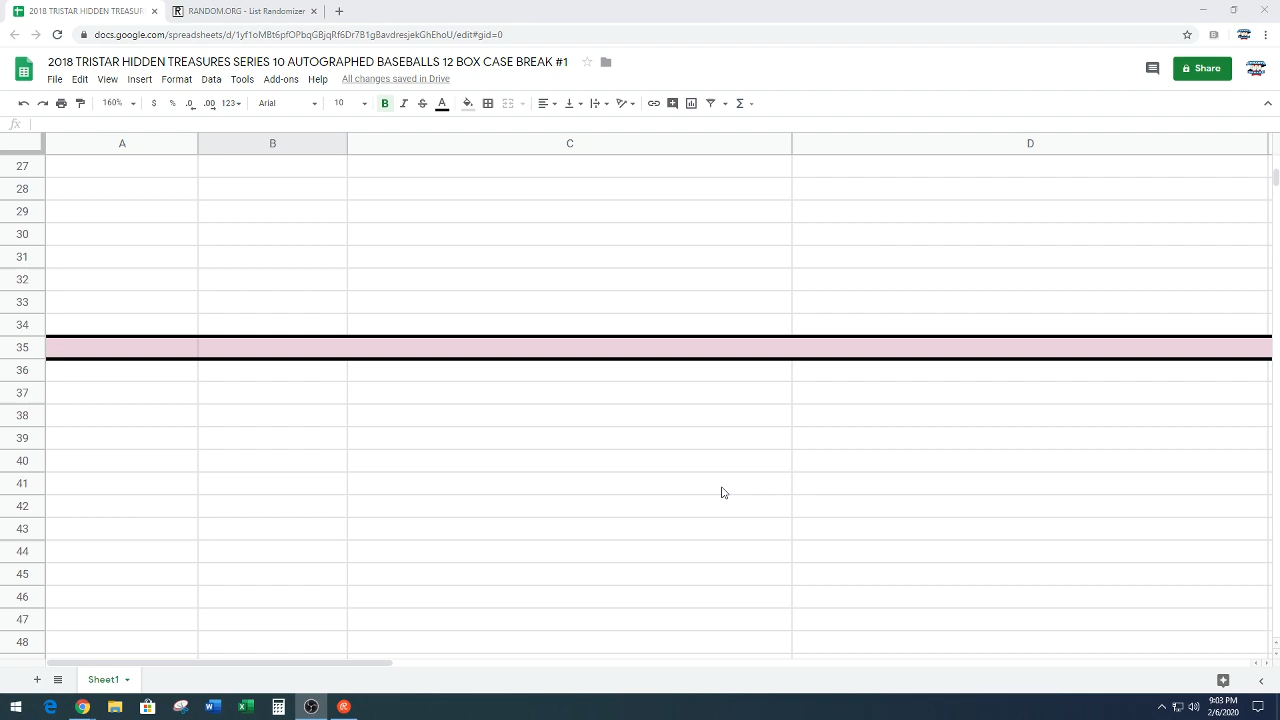 2018 TRISTAR HIDDEN TREASUR
RANDOM.ORG - List Randomizer
docs.google.com/spreadsheets/d/1yf1oMBt6pfOPbqGBjqRf6Dr7B1g8avdresjekGhEhoU/edit#gid=0
2018 TRISTAR HIDDEN TREASURES SERIES 10 AUTOGRAPHED BASEBALLS 12 BOX CASE BREAK #1
File Edit View Insert Format Data Tools Add-ons Help All changes saved in Drive
Share
160% $ % .0 .00 123 Arial 10 B I S A Σ
fx
A B C D
27
28
29
30
31
32
33
34
35
36
37
38
39
40
41
42
43
44
45
46
47
48
+ Sheet1
9:03 PM
2/6/2020